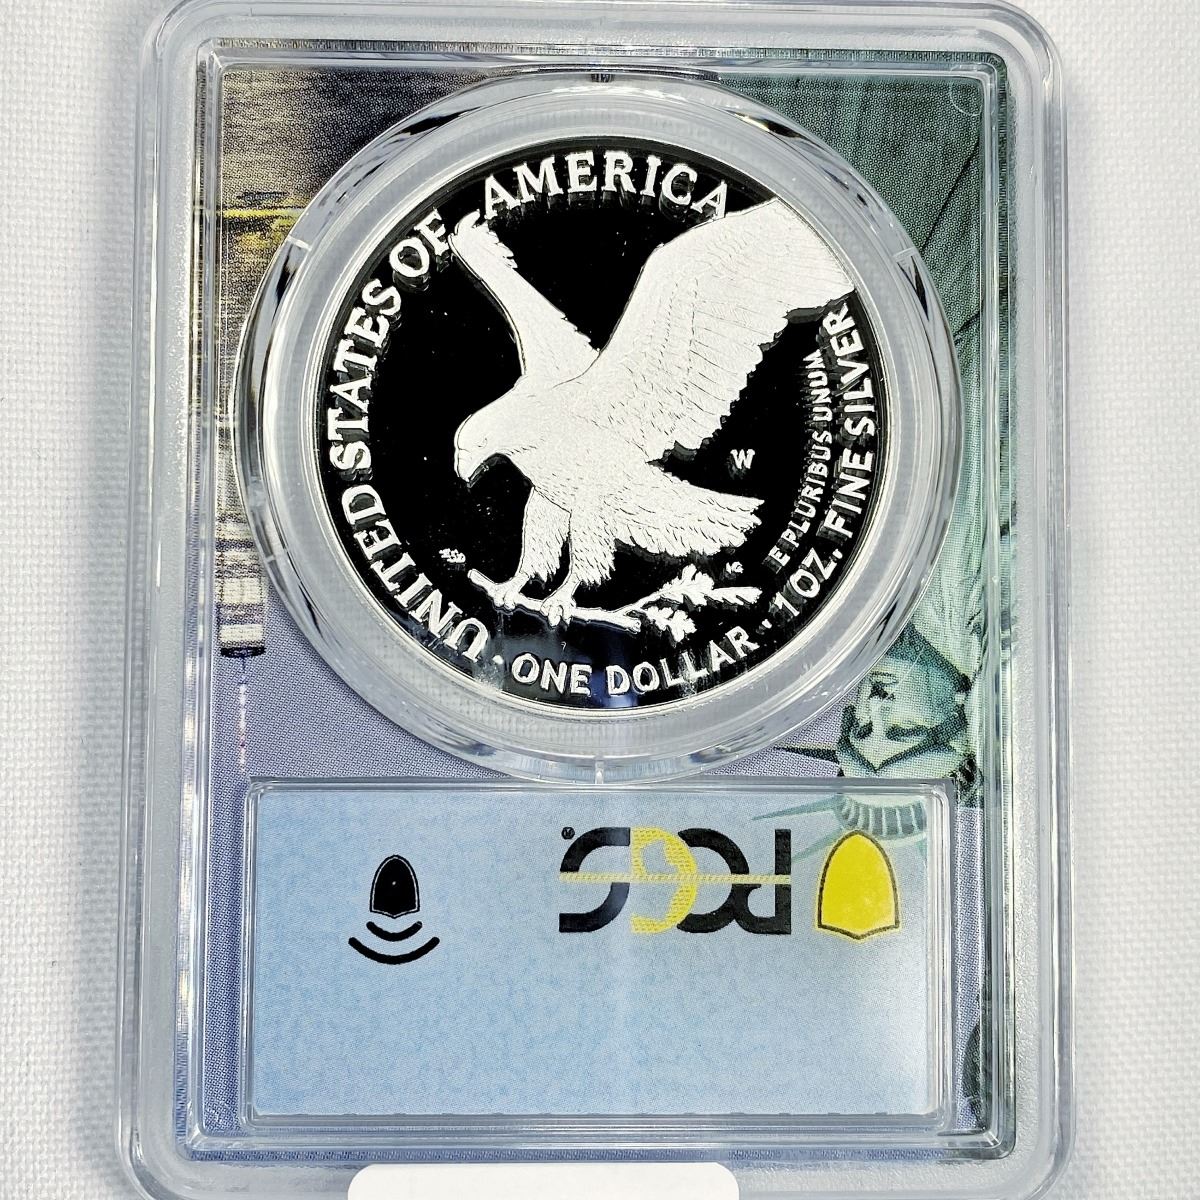 UNITED STATES OF AMERICA
W
E PLURIBUS UNUM
· ONE DOLLAR · 1 OZ. FINE SILVER
PCGS®